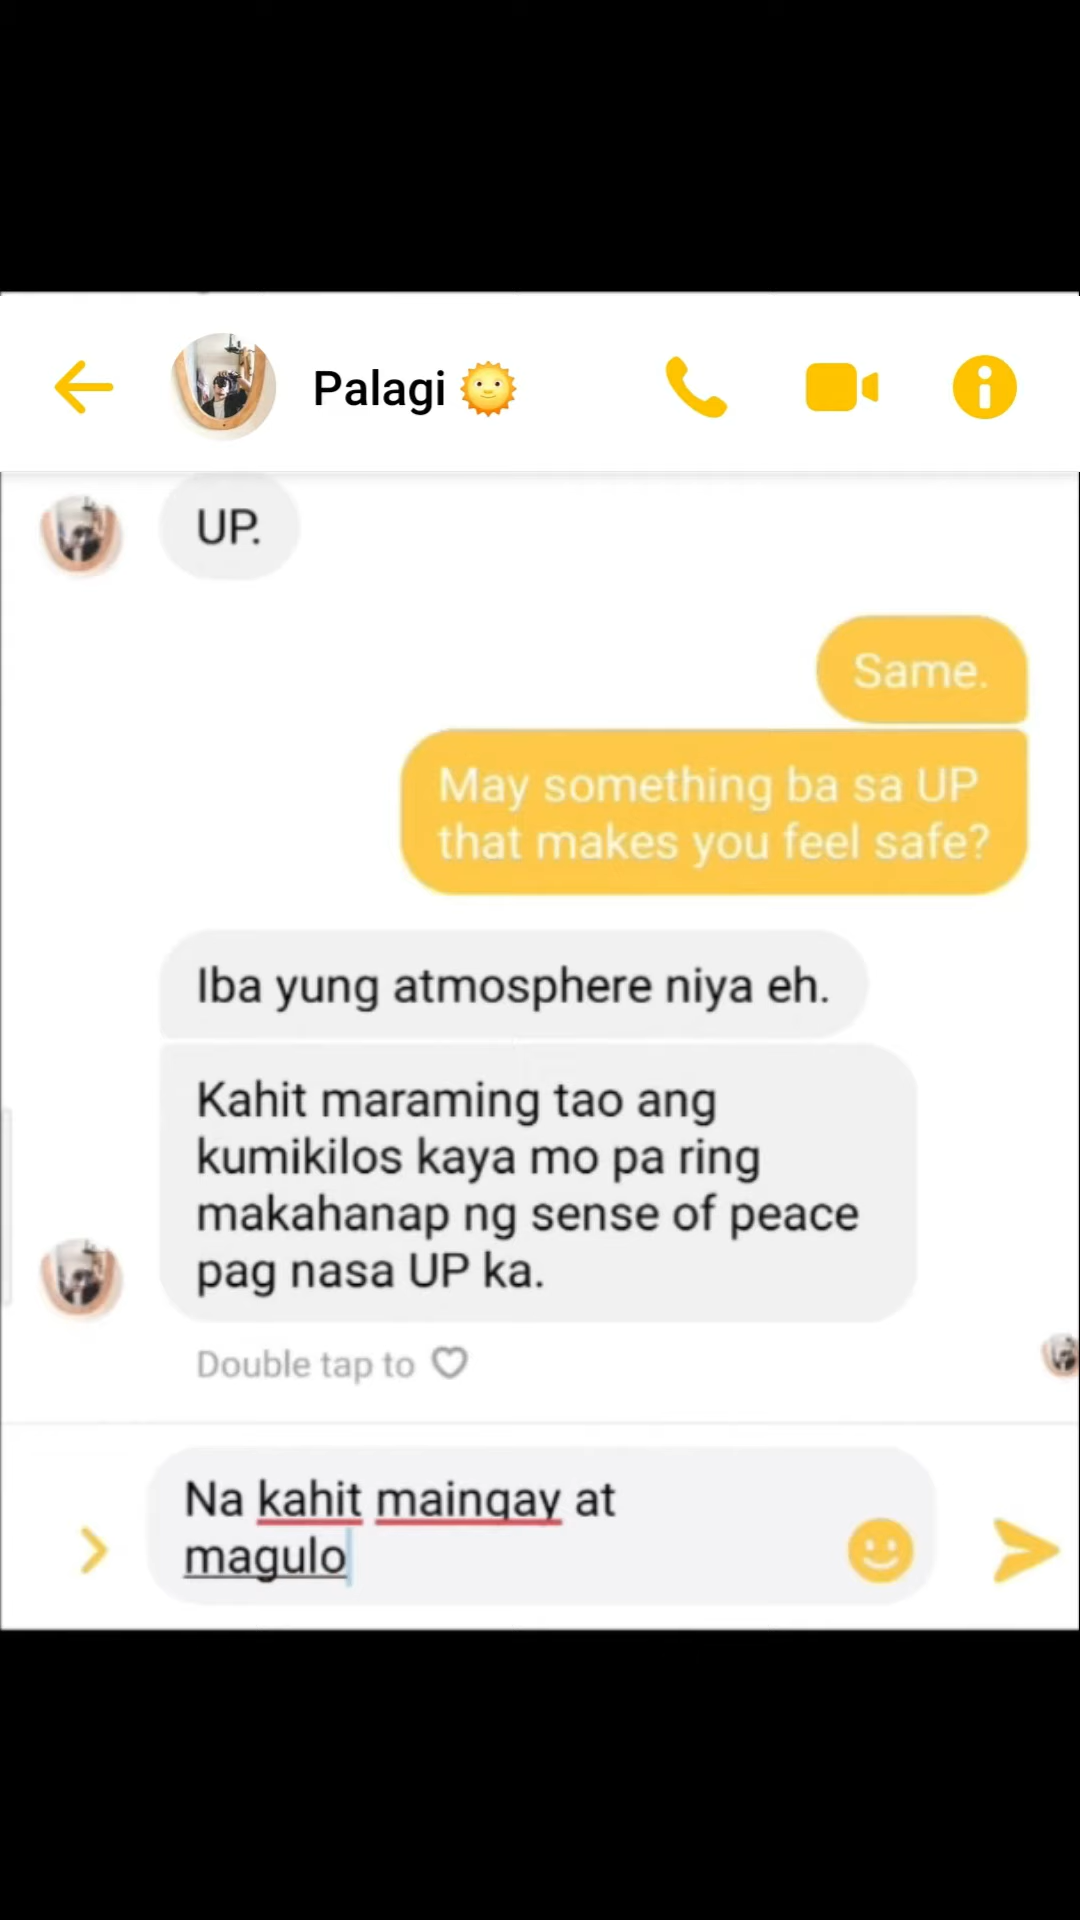 Palagi 🌞
UP.
Same.
May something ba sa UP
that makes you feel safe?
Iba yung atmosphere niya eh.
Kahit maraming tao ang
kumikilos kaya mo pa ring
makahanap ng sense of peace
pag nasa UP ka.
Double tap to ♡
Na kahit maingay at
magulo